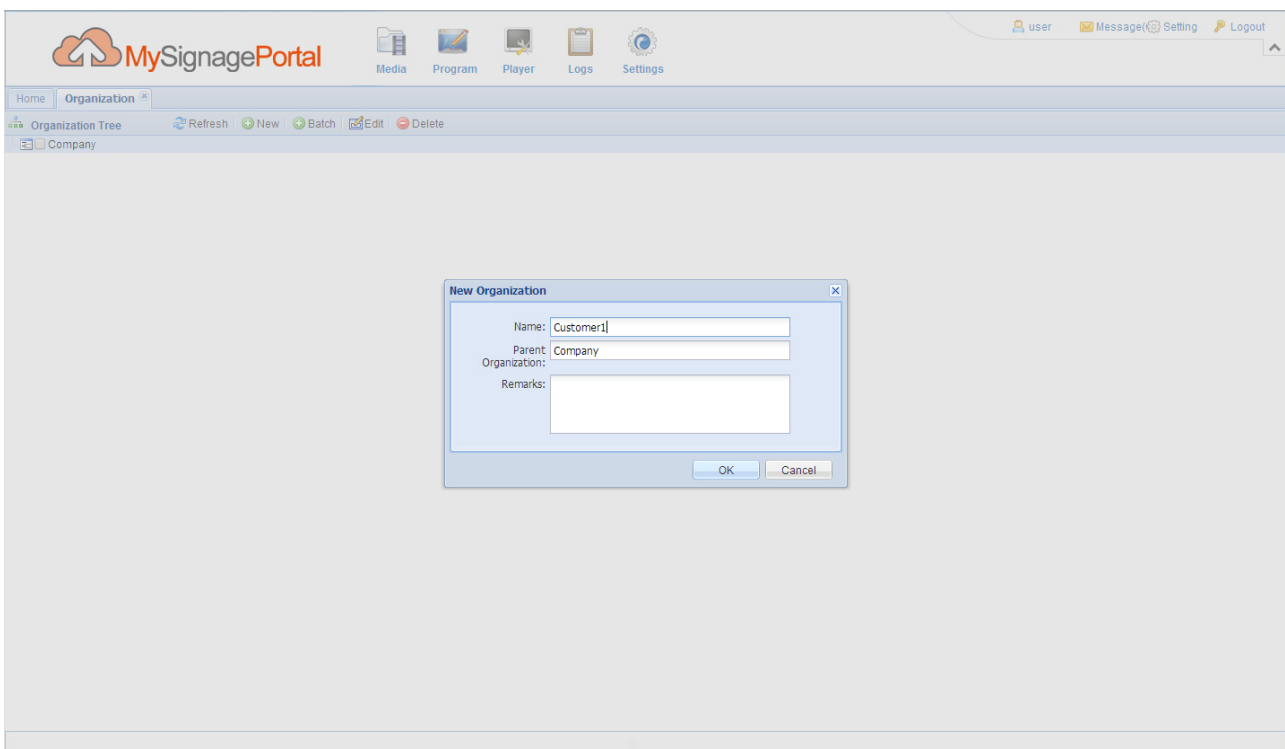 MySignagePortal
Media Program Player Logs Settings
user Message( Setting Logout
Home Organization
Organization Tree Refresh New Batch Edit Delete
Company
New Organization
Name: Customer1
Parent Organization: Company
Remarks:
OK Cancel